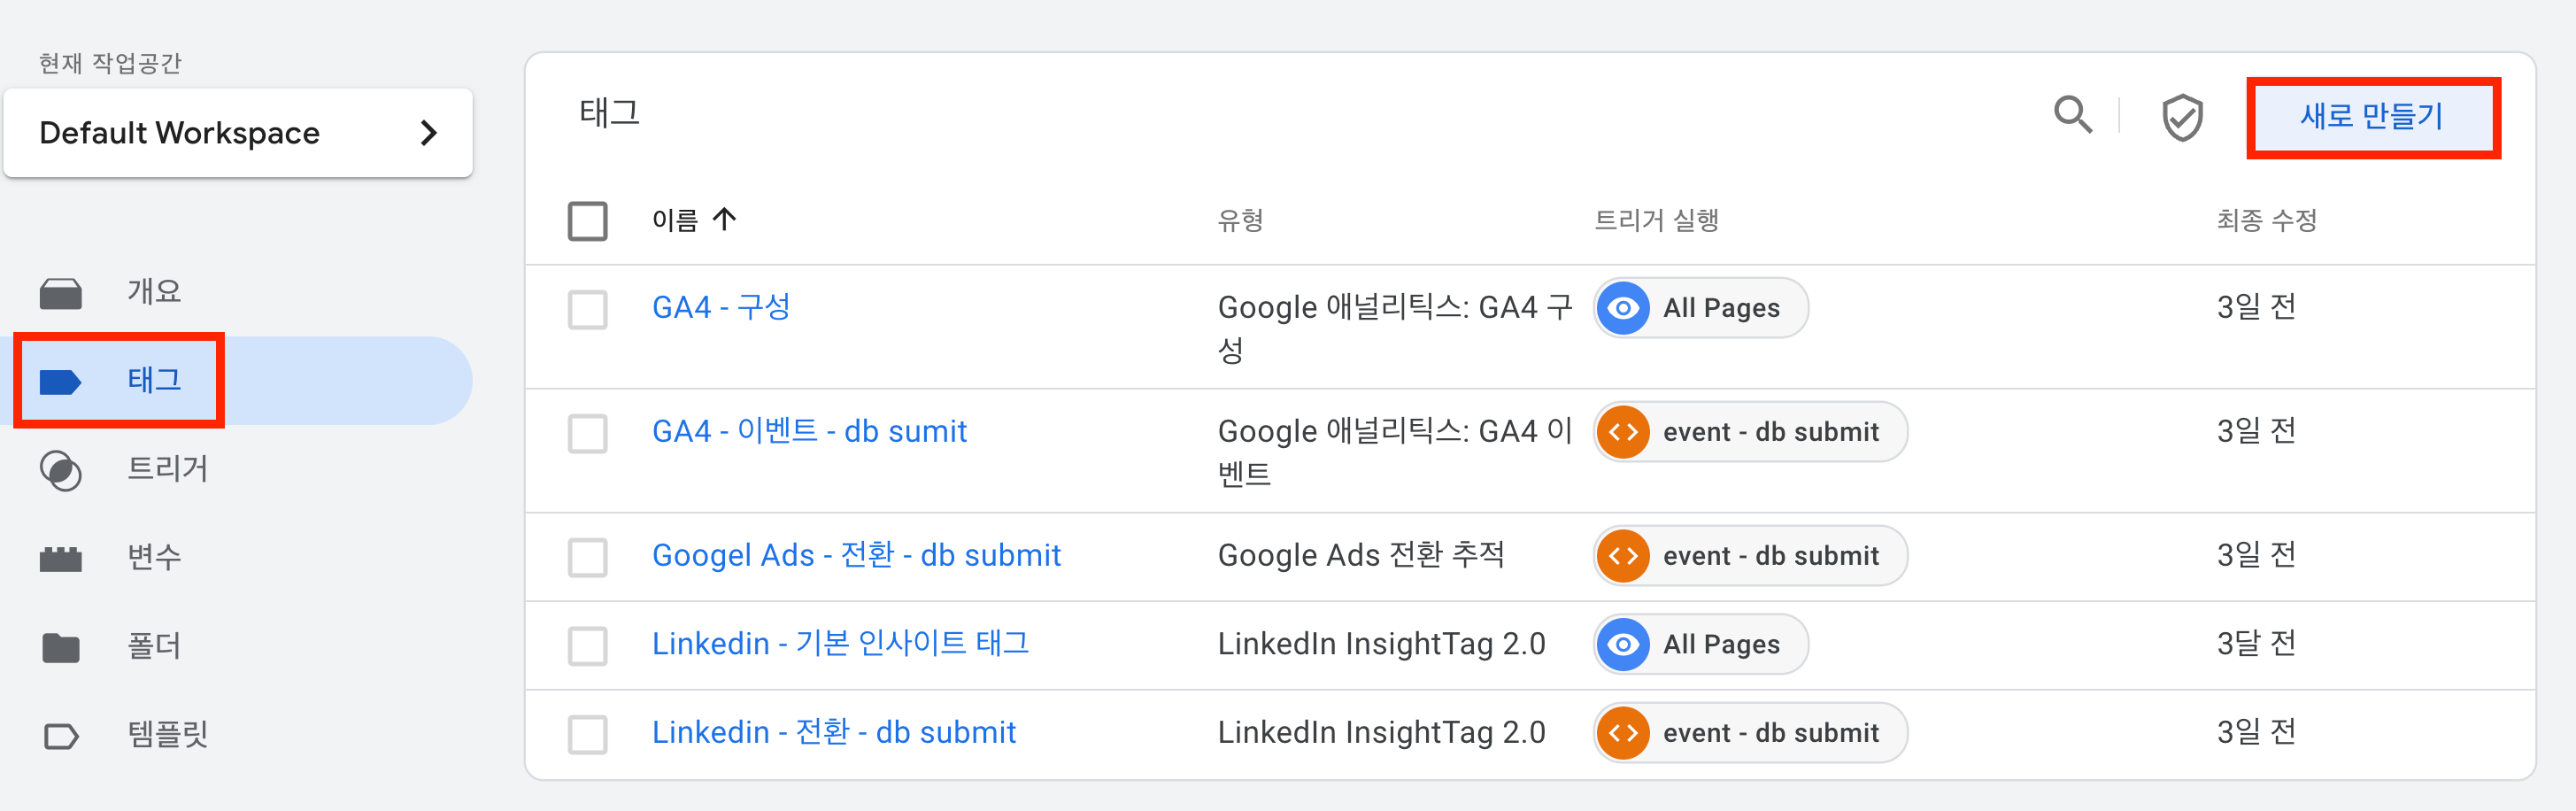 현재 작업공간
Default Workspace
개요
태그
트리거
변수
폴더
템플릿
태그
새로 만들기
이름 유형 트리거 실행 최종 수정
GA4 - 구성 Google 애널리틱스: GA4 구 All Pages 3일 전
성
GA4 - 이벤트 - db sumit Google 애널리틱스: GA4 이 event - db submit 3일 전
벤트
Googel Ads - 전환 - db submit Google Ads 전환 추적 event - db submit 3일 전
Linkedin - 기본 인사이트 태그 LinkedIn InsightTag 2.0 All Pages 3달 전
Linkedin - 전환 - db submit LinkedIn InsightTag 2.0 event - db submit 3일 전